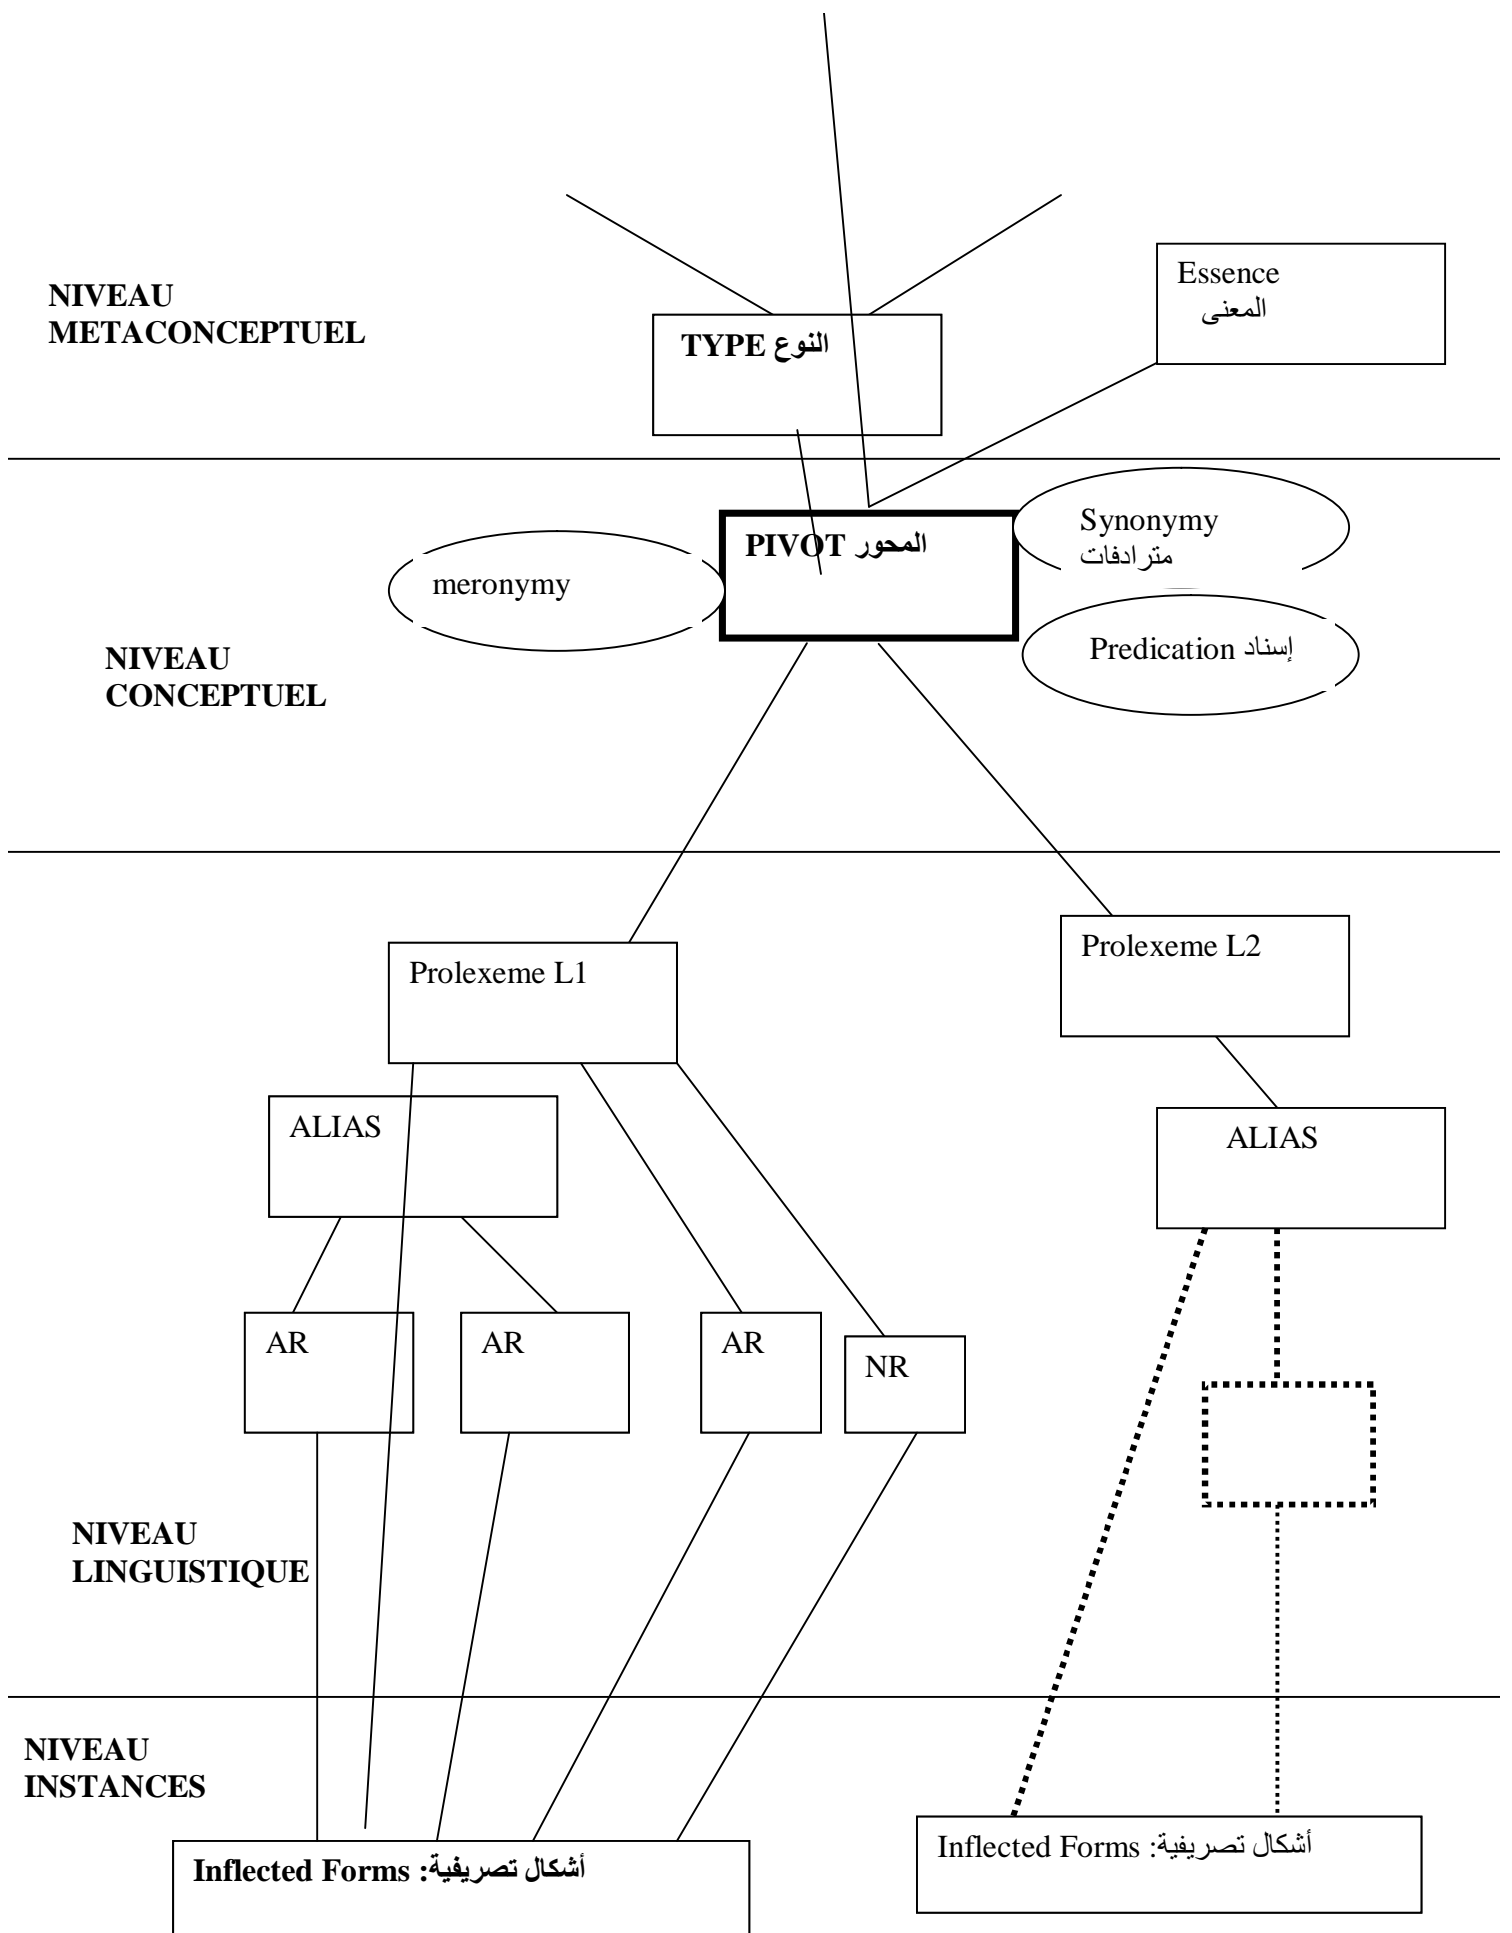 Essence
المعنى
NIVEAU
METACONCEPTUEL
TYPE النوع
Synonymy
مترادفات
PIVOT المحور
meronymy
Predication إسناد
NIVEAU
CONCEPTUEL
Prolexeme L1
Prolexeme L2
ALIAS
ALIAS
AR
AR
AR
NR
NIVEAU
LINGUISTIQUE
NIVEAU
INSTANCES
Inflected Forms :أشكال تصريفية
Inflected Forms :أشكال تصريفية